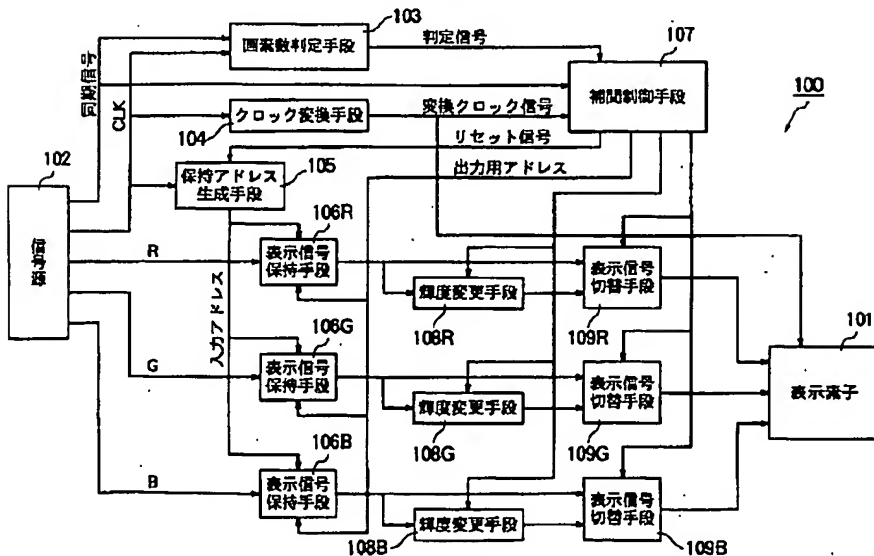 103
画素数判定手段
判定信号
107
補間制御手段
100
同期信号
CLK
クロック変換手段
104
変換クロック信号
リセット信号
102
信号源
保持アドレス
生成手段
105
出力用アドレス
106R
R
表示信号
保持手段
輝度変更手段
108R
表示信号
切替手段
109R
入力アドレス
106G
G
表示信号
保持手段
輝度変更手段
108G
表示信号
切替手段
109G
101
表示素子
106B
B
表示信号
保持手段
輝度変更手段
108B
表示信号
切替手段
109B